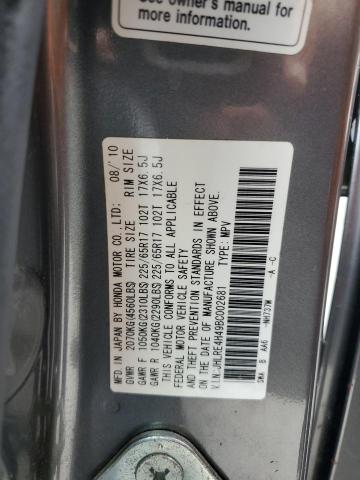 See owner's manual for
more information.
MFD. IN JAPAN BY HONDA MOTOR CO.,LTD: 08/'10
GVWR 2070KG(4560LBS) TIRE SIZE RIM SIZE
GAWR F 1050KG(2310LBS) 225/65R17 102T 17X6.5J
GAWR R 1040KG(2290LBS) 225/65R17 102T 17X6.5J
THIS VEHICLE CONFORMS TO ALL APPLICABLE
FEDERAL MOTOR VEHICLE SAFETY
AND THEFT PREVENTION STANDARDS IN EFFECT
ON THE DATE OF MANUFACTURE SHOWN ABOVE.
V.I.N:JHLRE4H49BC002681 TYPE: MPV
SWA B AA6 -NH737M -A -C